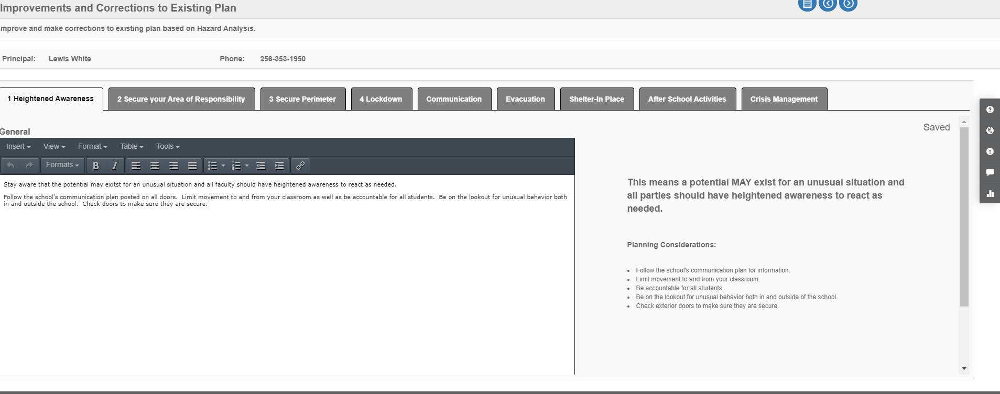 Improvements and Corrections to Existing Plan
mprove and make corrections to existing plan based on Hazard Analysis.
Principal: Lewis White Phone: 256-353-1950
1 Heightened Awareness 2 Secure your Area of Responsibility 3 Secure Perimeter 4 Lockdown Communication Evacuation Shelter-In Place After School Activities Crisis Management
General
Saved
Insert View Format Table Tools
Formats B I
Stay aware that the potential may exitst for an unusual situation and all faculty should have heightened awareness to react as needed.
Follow the school's communication plan posted on all doors. Limit movement to and from your classroom as well as be accountable for all students. Be on the lookout for unusual behavior both
in and outside the school. Check doors to make sure they are secure.
This means a potential MAY exist for an unusual situation and
all parties should have heightened awareness to react as
needed.
Planning Considerations:
• Follow the school's communication plan for information.
• Limit movement to and from your classroom.
• Be accountable for all students.
• Be on the lookout for unusual behavior both in and outside of the school.
• Check exterior doors to make sure they are secure.